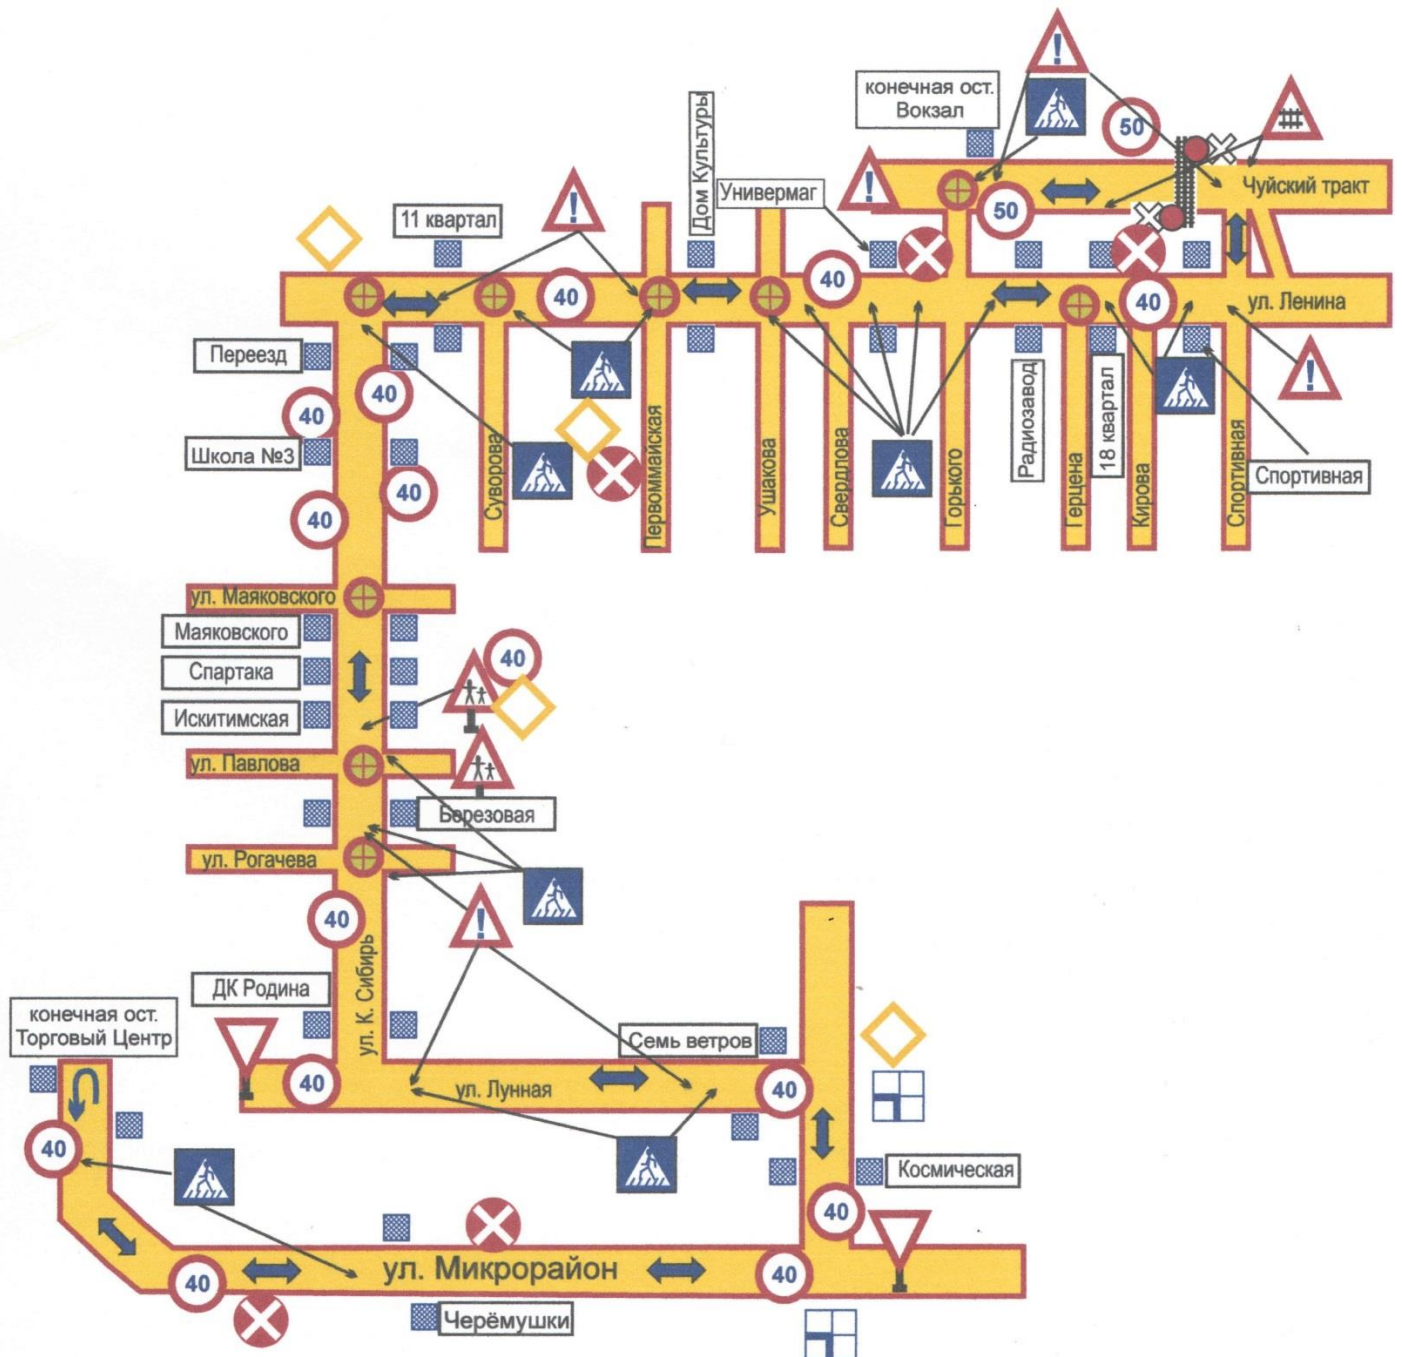 конечная ост.
Вокзал
50
Дом Культуры
Универмаг
50
Чуйский тракт
11 квартал
40
40
40
ул. Ленина
Переезд
40
40
Школа №3
40
40
Суворова
Первоммайская
Ушакова
Свердлова
Горького
Радиозавод
Герцена
18 квартал
Кирова
Спортивная
Спортивная
ул. Маяковского
Маяковского
Спартака
40
Искитимская
ул. Павлова
Березовая
ул. Рогачева
40
ул. К. Сибирь
ДК Родина
конечная ост.
Торговый Центр
Семь ветров
40
ул. Лунная
40
40
Космическая
40
40
ул. Микрорайон
40
Черёмушки